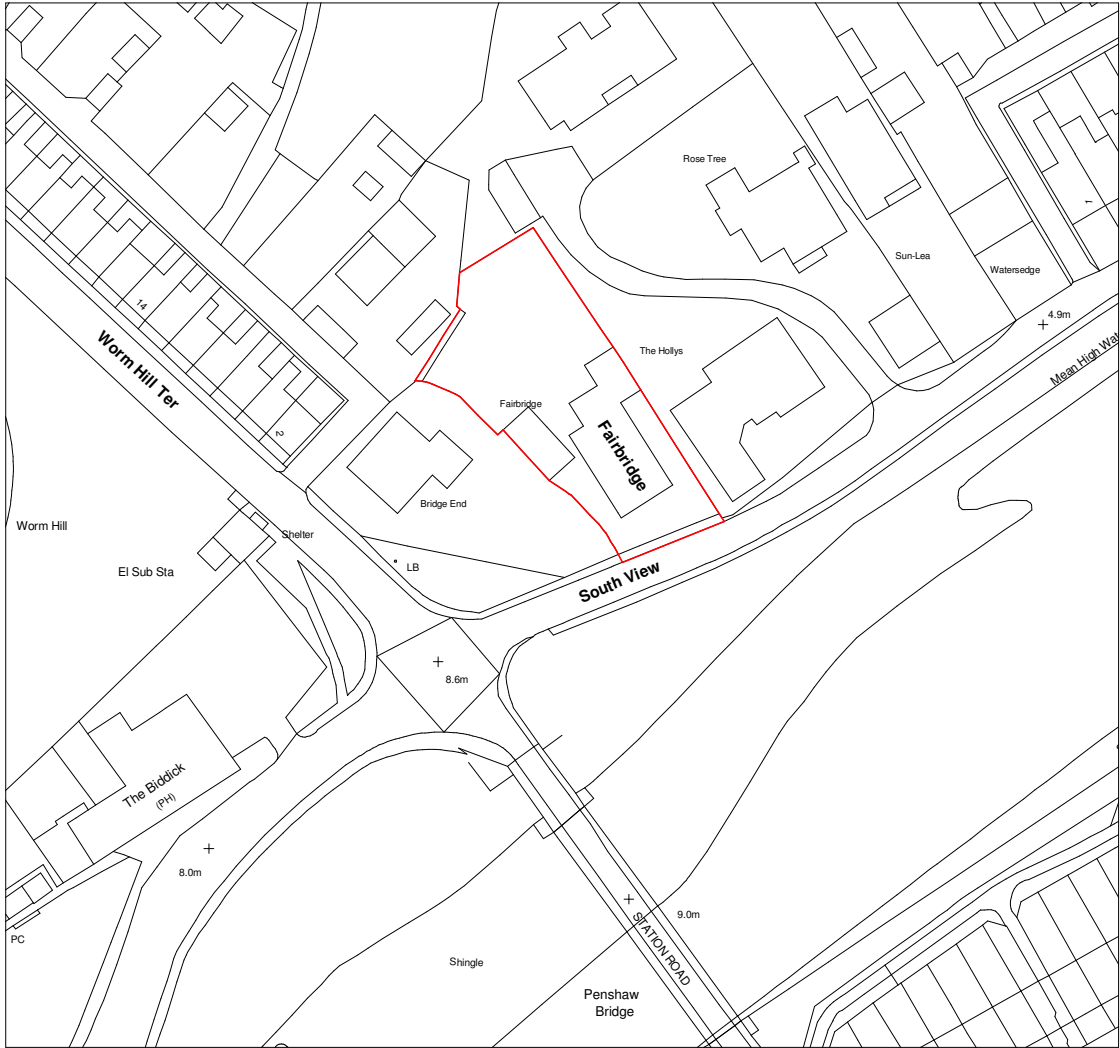 Rose Tree
1
Sun-Lea
Watersedge
14
4.9m
Worm Hill Ter
The Hollys
Mean High Wat
Fairbridge
Fairbridge
2
Bridge End
Worm Hill
Shelter
El Sub Sta
LB
South View
8.6m
The Biddick
(PH)
8.0m
9.0m
STATION ROAD
PC
Shingle
Penshaw
Bridge